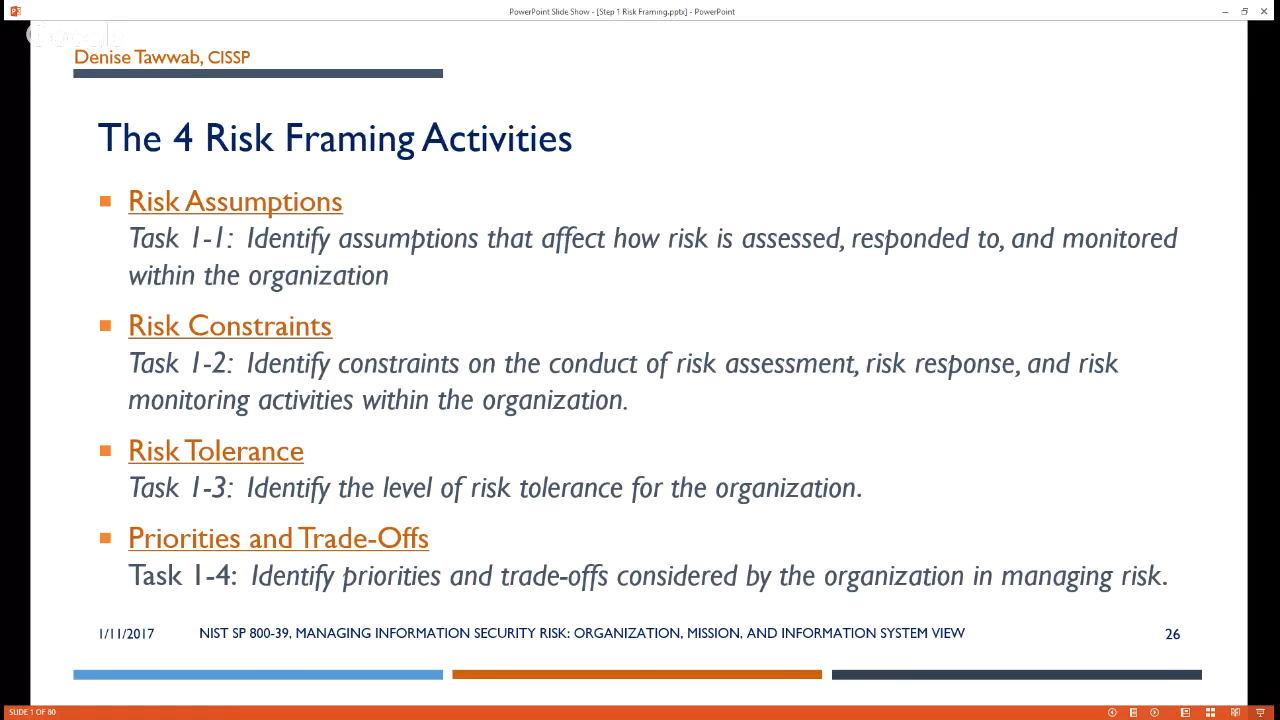 PowerPoint Slide Show - [Step 1 Risk Framing.pptx] - PowerPoint
Google
Denise Tawwab, CISSP
The 4 Risk Framing Activities
Risk Assumptions
Task 1-1: Identify assumptions that affect how risk is assessed, responded to, and monitored
within the organization
Risk Constraints
Task 1-2: Identify constraints on the conduct of risk assessment, risk response, and risk
monitoring activities within the organization.
Risk Tolerance
Task 1-3: Identify the level of risk tolerance for the organization.
Priorities and Trade-Offs
Task 1-4: Identify priorities and trade-offs considered by the organization in managing risk.
1/11/2017 NIST SP 800-39, MANAGING INFORMATION SECURITY RISK: ORGANIZATION, MISSION, AND INFORMATION SYSTEM VIEW 26
SLIDE 1 OF 80